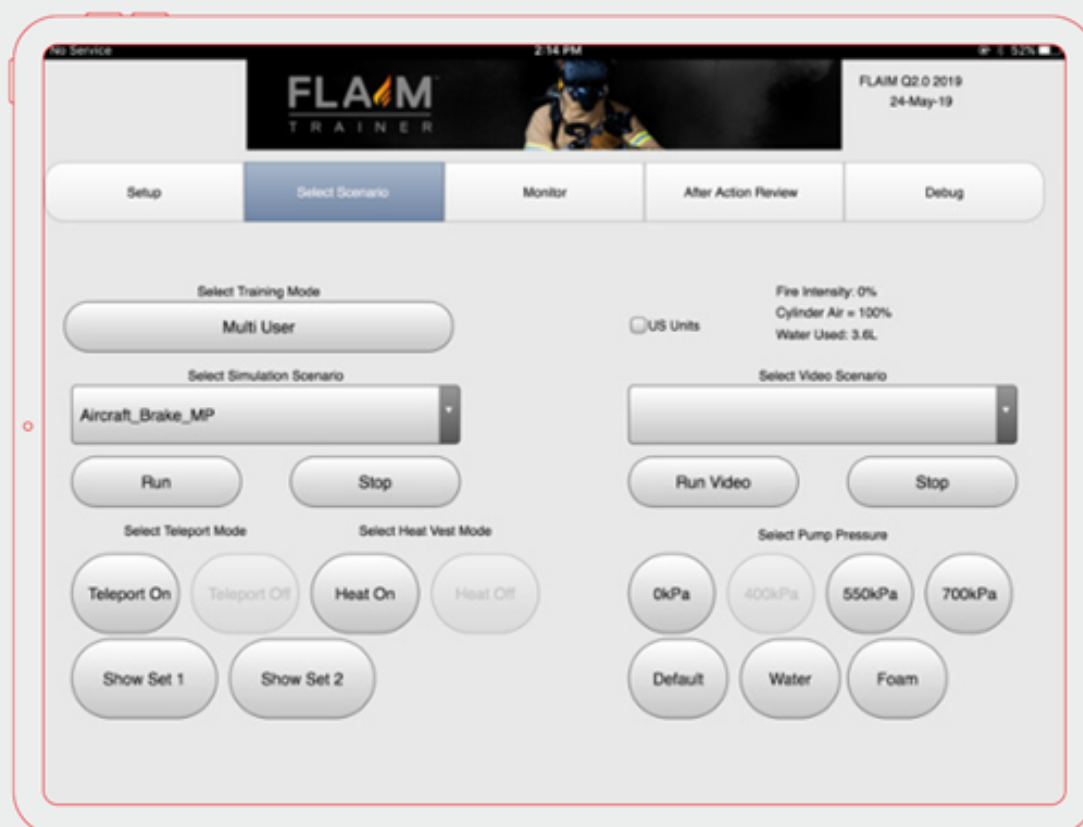 No Service 2:14 PM 52%
FLAIM
TRAINER
FLAIM Q2.0 2019
24-May-19
Setup Select Scenario Monitor After Action Review Debug
Select Training Mode
Multi User
US Units
Fire Intensity: 0%
Cylinder Air = 100%
Water Used: 3.6L
Select Simulation Scenario
Aircraft_Brake_MP
Run Stop
Select Video Scenario
Run Video Stop
Select Teleport Mode Select Heat Vest Mode
Teleport On Teleport Off Heat On Heat Off
Show Set 1 Show Set 2
Select Pump Pressure
0kPa 400kPa 550kPa 700kPa
Default Water Foam